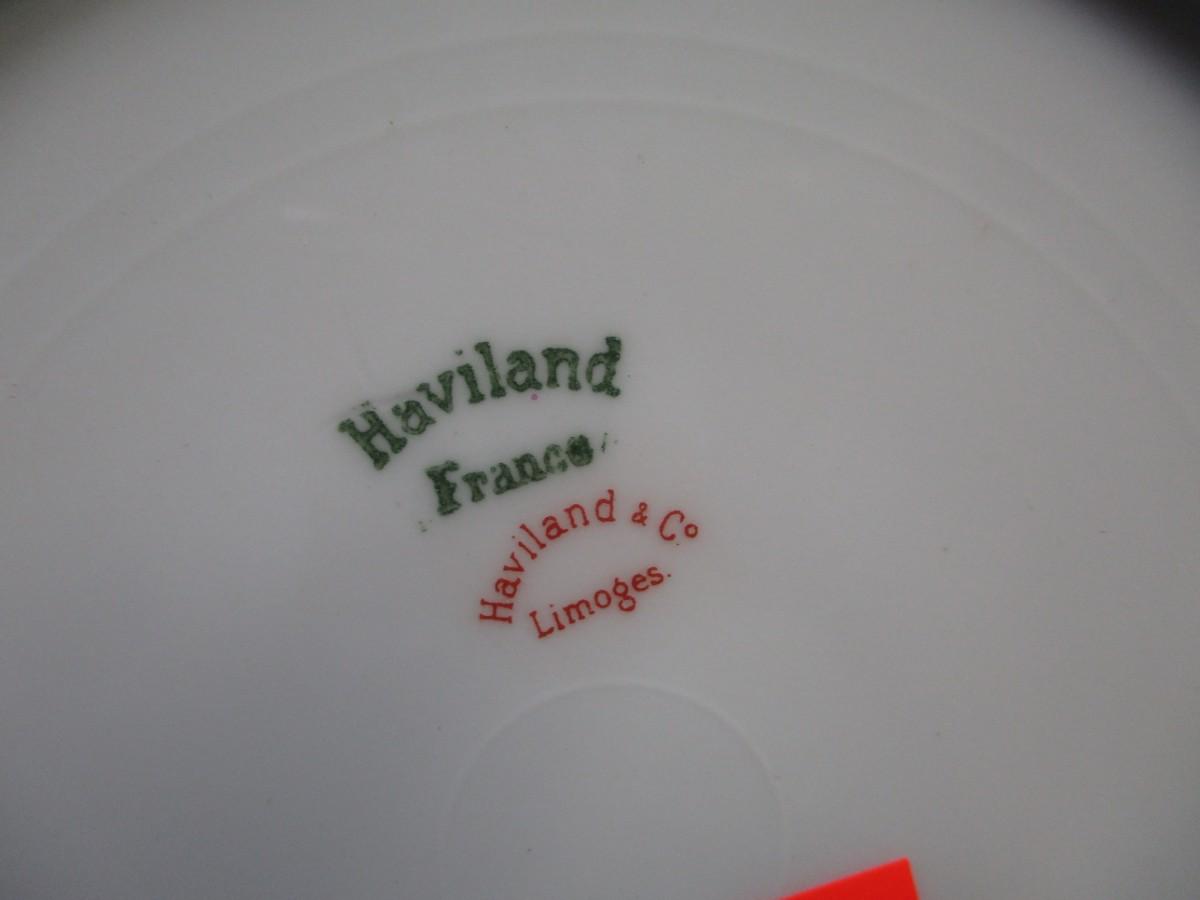 Haviland
France
Haviland & Co
Limoges.